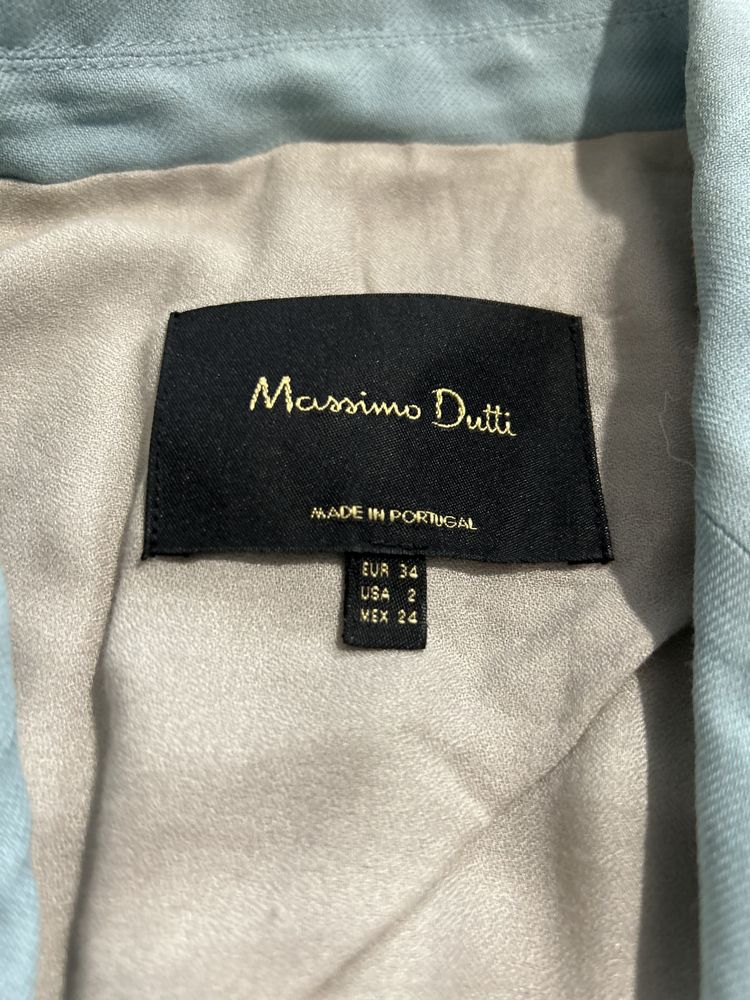 Massimo Dutti
MADE IN PORTUGAL
EUR 34
USA 2
MEX 24